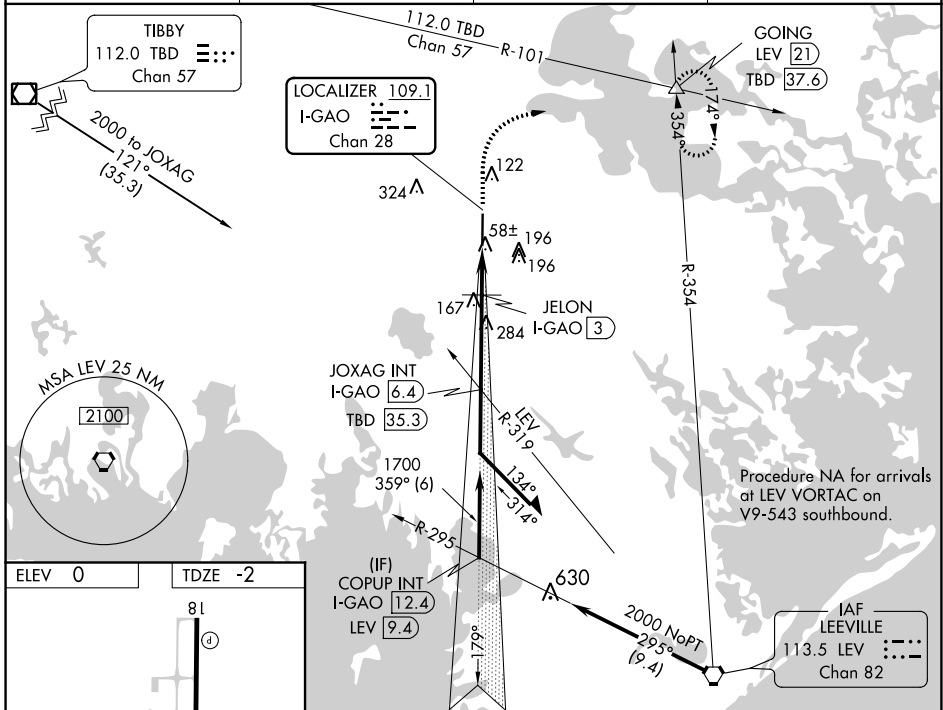 TIBBY
112.0 TBD
Chan 57
112.0 TBD
Chan 57
R-101
GOING
LEV 21
TBD 37.6
LOCALIZER 109.1
I-GAO
Chan 28
2000 to JOXAG
121°
(35.3)
174°
354°
122
324
58± 196
196
R-354
167
JELON
I-GAO 3
284
MSA LEV 25 NM
2100
JOXAG INT
I-GAO 6.4
TBD 35.3
LEV
R-319
1700
359° (6)
134°
314°
Procedure NA for arrivals
at LEV VORTAC on
V9-543 southbound.
R-295
(IF)
COPUP INT
I-GAO 12.4
LEV 9.4
630
2000 NoPT
295°
(9.4)
179°
IAF
LEEVILLE
113.5 LEV
Chan 82
ELEV 0
TDZE -2
18
P